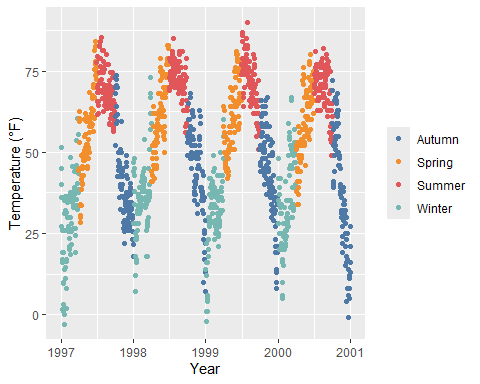 75
50
25
0
Temperature (°F)
1997 1998 1999 2000 2001
Year
Autumn
Spring
Summer
Winter